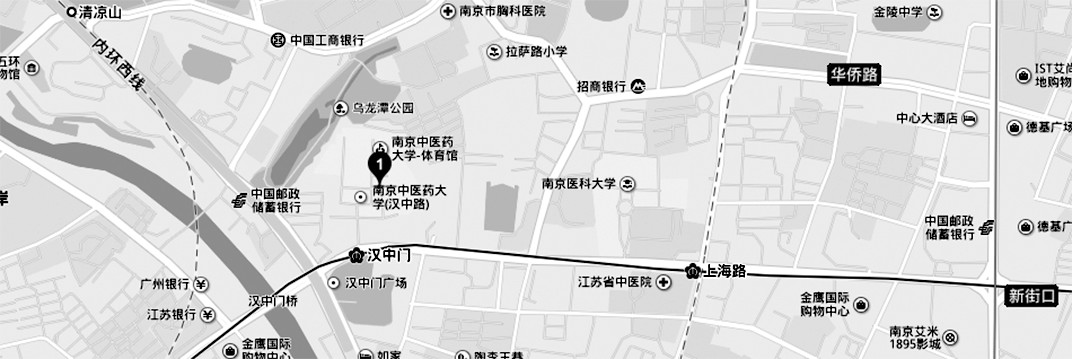 清凉山
南京市胸科医院
金陵中学
内环西线
中国工商银行
拉萨路小学
五环
物馆
招商银行
华侨路
IST艾尚
地购物
乌龙潭公园
中心大酒店
德基广场
南京中医药
大学-体育馆
1
南京医科大学
南京中医药大
学(汉中路)
中国邮政
储蓄银行
岸
中国邮政
储蓄银行
德基广
汉中门
上海路
广州银行
汉中门广场
江苏省中医院
新街口
汉中门桥
金鹰国际
购物中心
江苏银行
南京艾米
1895影城
金鹰国际
购物中心
如家
陶李王巷